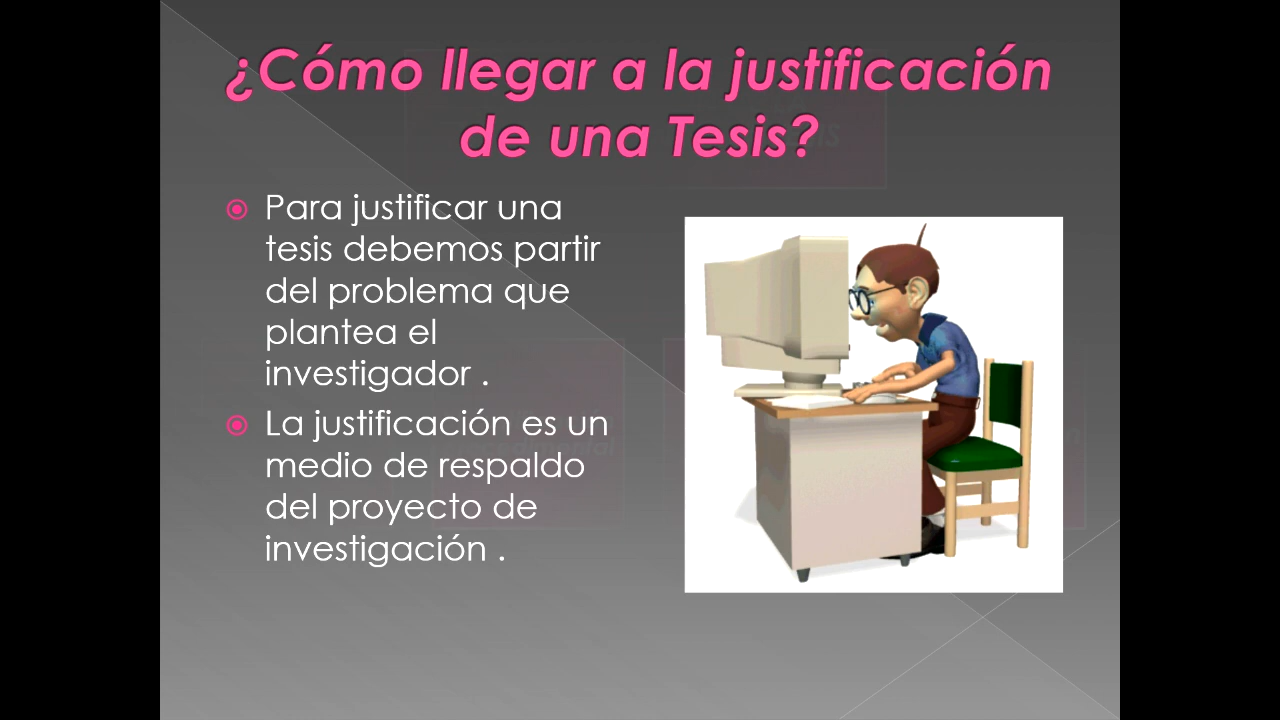 ¿Cómo llegar a la justificación
de una Tesis?
Para justificar una
tesis debemos partir
del problema que
plantea el
investigador .
La justificación es un
medio de respaldo
del proyecto de
investigación .